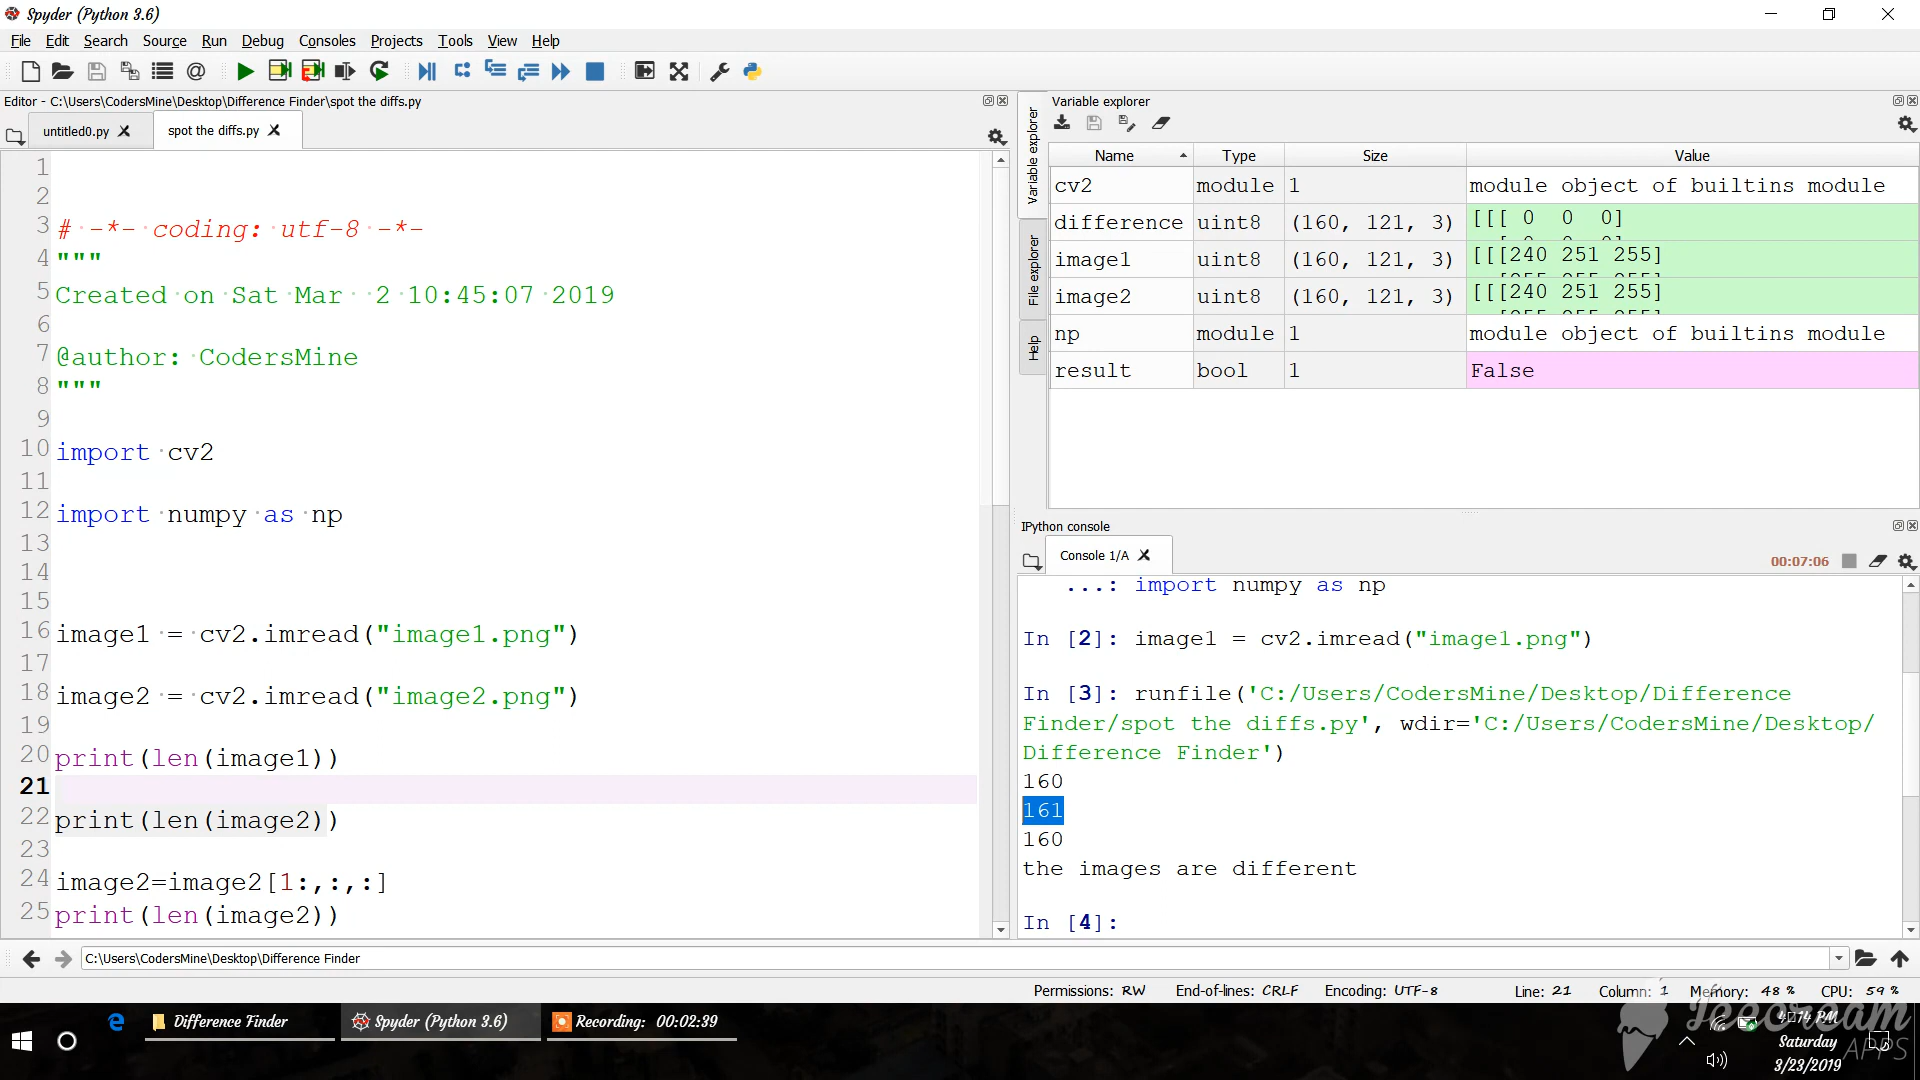 Spyder (Python 3.6)
File Edit Search Source Run Debug Consoles Projects Tools View Help
Editor - C:\Users\CodersMine\Desktop\Difference Finder\spot the diffs.py
untitled0.py
spot the diffs.py
1
2
3 # -*- coding: utf-8 -*-
4 """
5 Created on Sat Mar  2 10:45:07 2019
6
7 @author: CodersMine
8 """
9
10 import cv2
11
12 import numpy as np
13
14
15
16 image1 = cv2.imread("image1.png")
17
18 image2 = cv2.imread("image2.png")
19
20 print(len(image1))
21
22 print(len(image2))
23
24 image2=image2[1:,:,:]
25 print(len(image2))
Variable explorer
Variable explorer
File explorer
Help
Name Type Size Value
cv2 module 1 module object of builtins module
difference uint8 (160, 121, 3) [[[ 0 0 0]
image1 uint8 (160, 121, 3) [[[240 251 255]
image2 uint8 (160, 121, 3) [[[240 251 255]
np module 1 module object of builtins module
result bool 1 False
IPython console
Console 1/A
00:07:06
...: import numpy as np
In [2]: image1 = cv2.imread("image1.png")
In [3]: runfile('C:/Users/CodersMine/Desktop/Difference
Finder/spot the diffs.py', wdir='C:/Users/CodersMine/Desktop/
Difference Finder')
160
161
160
the images are different
In [4]:
C:\Users\CodersMine\Desktop\Difference Finder
Permissions: RW End-of-lines: CRLF Encoding: UTF-8 Line: 21 Column: 1 Memory: 48 % CPU: 59 %
Difference Finder
Spyder (Python 3.6)
Recording: 00:02:39
Icecream
APPS
Saturday
3/23/2019